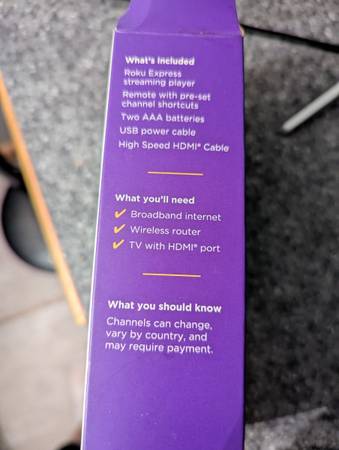 What's included
Roku Express
streaming player
Remote with pre-set
channel shortcuts
Two AAA batteries
USB power cable
High Speed HDMI® Cable
What you'll need
Broadband internet
Wireless router
TV with HDMI® port
What you should know
Channels can change,
vary by country, and
may require payment.